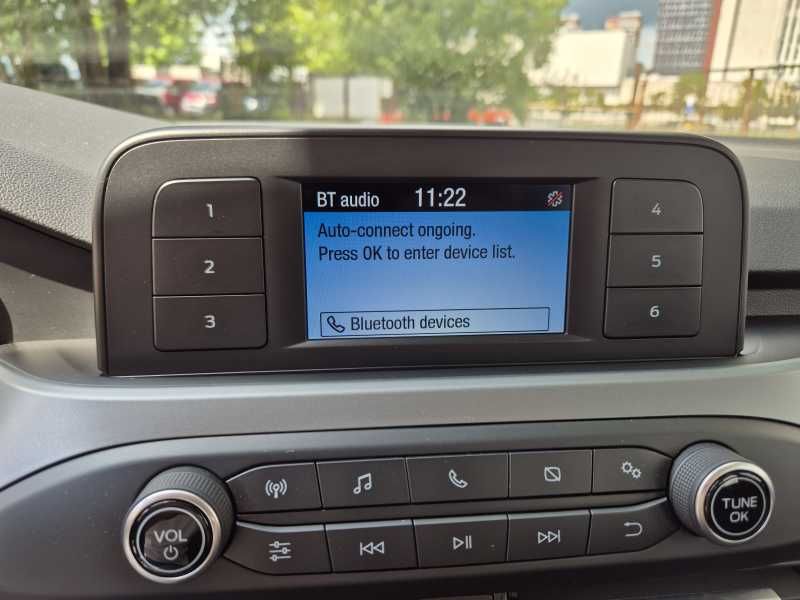 BT audio 11:22
Auto-connect ongoing.
Press OK to enter device list.
Bluetooth devices
1
2
3
4
5
6
VOL
TUNE
OK